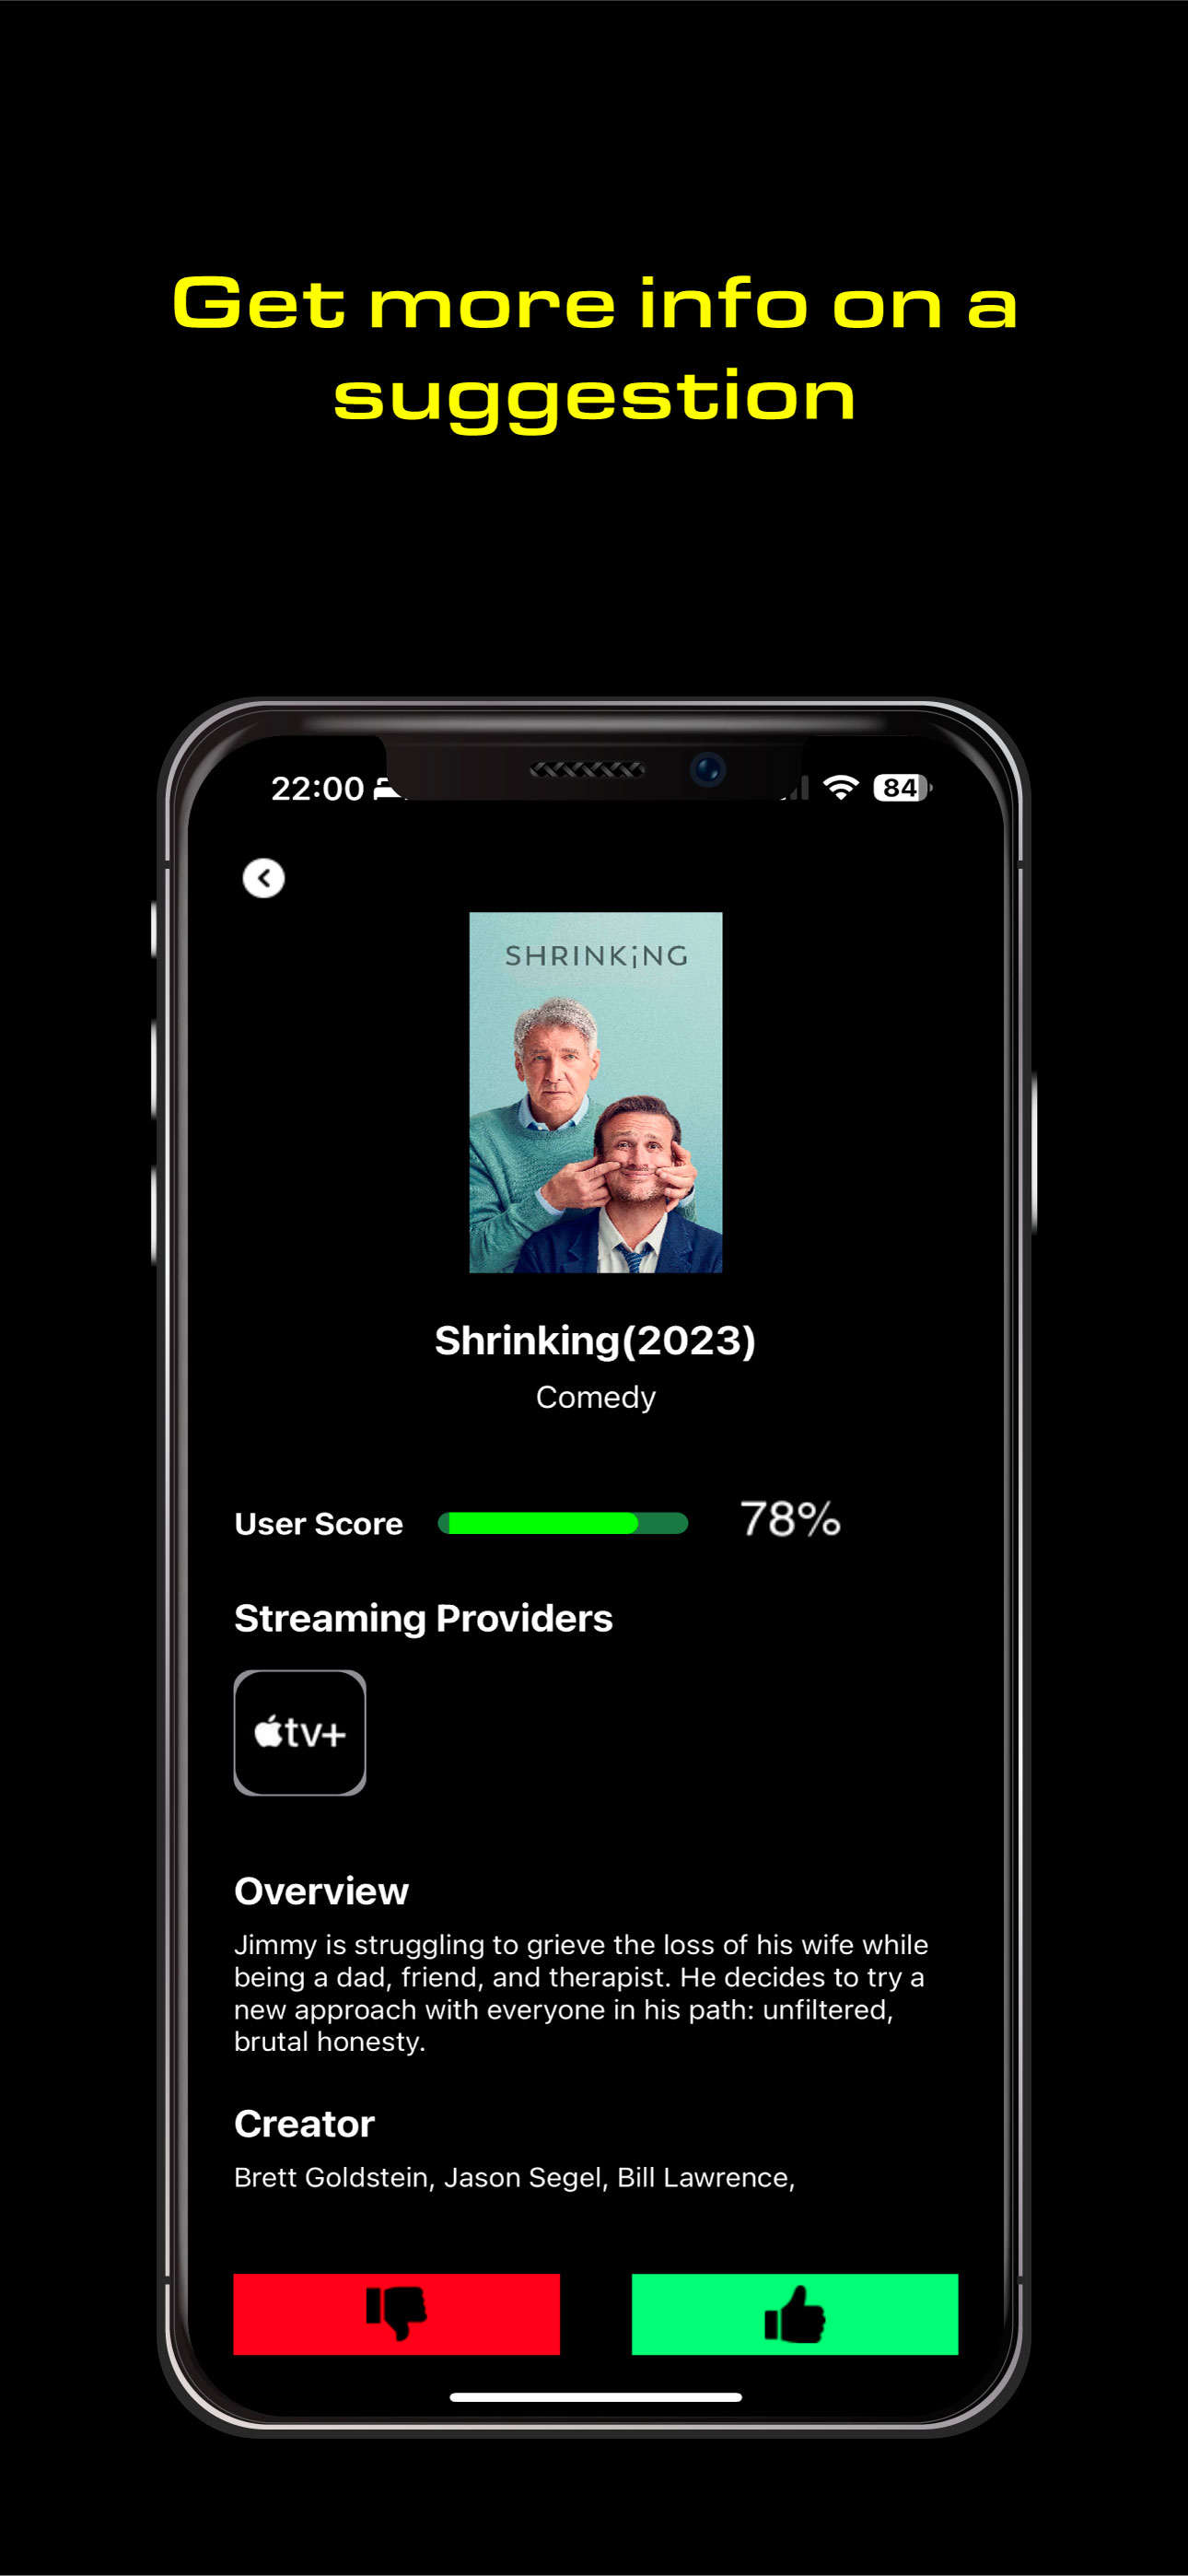 Get more info on a
suggestion
22:00
84
SHRINKiNG
Shrinking(2023)
Comedy
User Score
78%
Streaming Providers
tv+
Overview
Jimmy is struggling to grieve the loss of his wife while
being a dad, friend, and therapist. He decides to try a
new approach with everyone in his path: unfiltered,
brutal honesty.
Creator
Brett Goldstein, Jason Segel, Bill Lawrence,